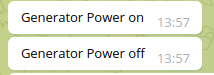 Generator Power on 13:57
Generator Power off 13:57